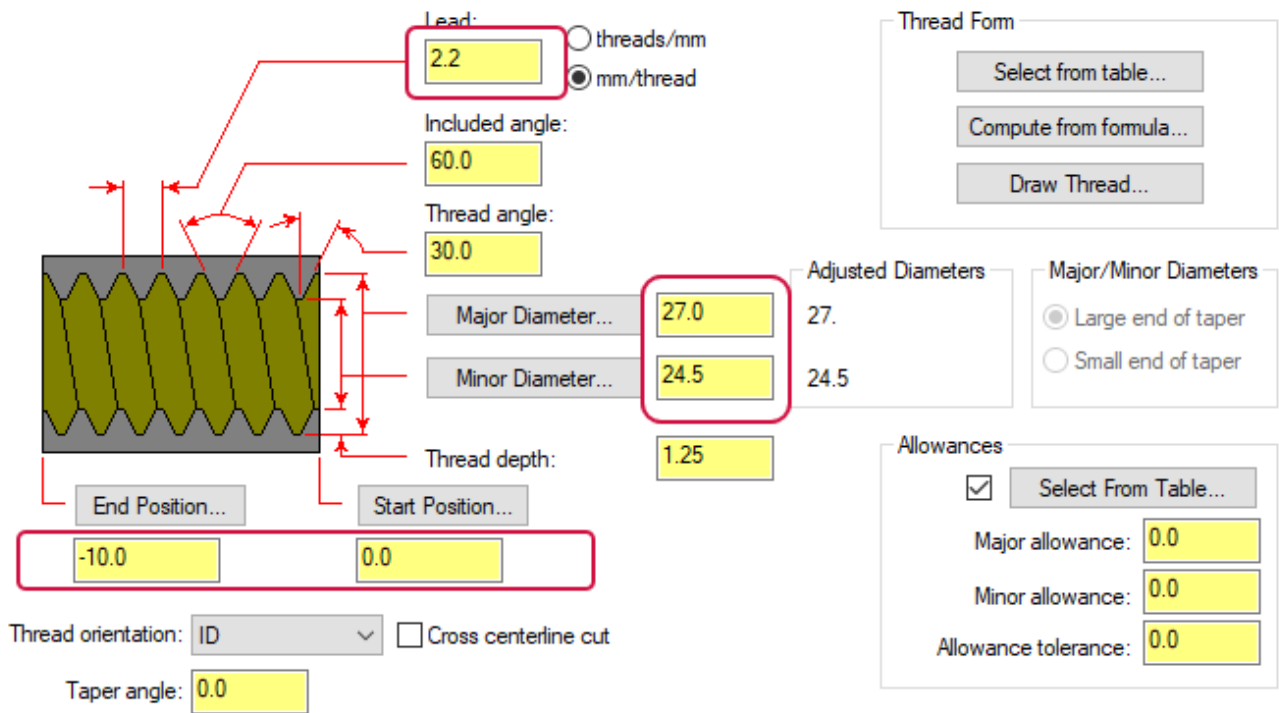 Lead:
2.2
threads/mm
mm/thread
Included angle:
60.0
Thread angle:
30.0
Major Diameter...
27.0
Minor Diameter...
24.5
Thread depth:
1.25
End Position...
Start Position...
-10.0
0.0
Thread orientation:
ID
Cross centerline cut
Taper angle:
0.0
Thread Form
Select from table...
Compute from formula...
Draw Thread...
Adjusted Diameters
27.
24.5
Major/Minor Diameters
Large end of taper
Small end of taper
Allowances
Select From Table...
Major allowance:
0.0
Minor allowance:
0.0
Allowance tolerance:
0.0